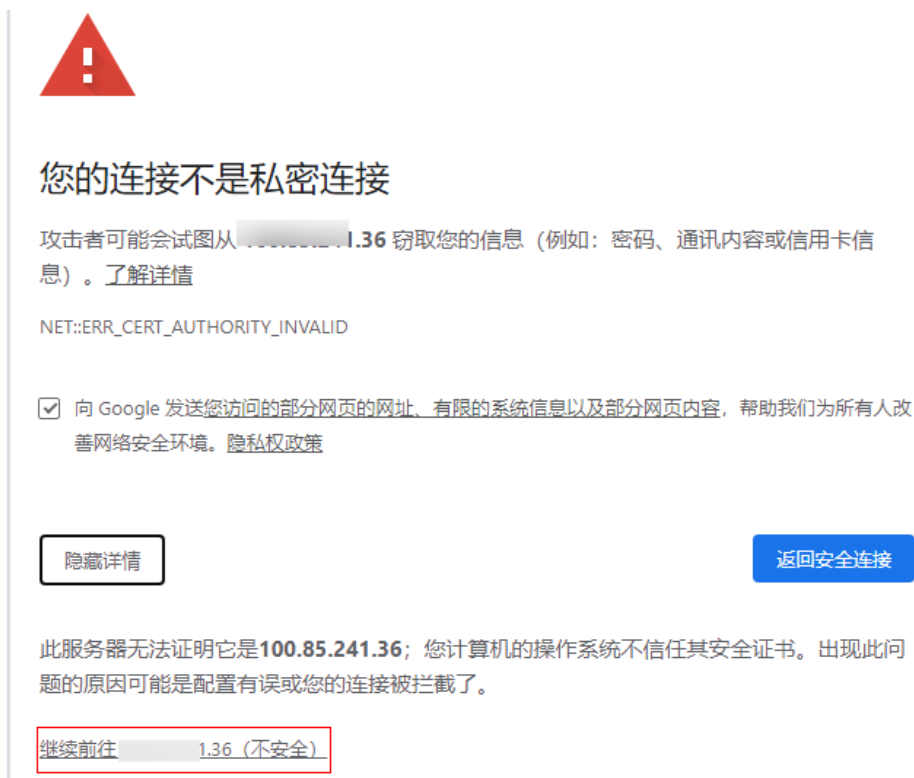 您的连接不是私密连接
攻击者可能会试图从 1.36 窃取您的信息（例如：密码、通讯内容或信用卡信
息）。了解详情
NET::ERR_CERT_AUTHORITY_INVALID
向 Google 发送您访问的部分网页的网址、有限的系统信息以及部分网页内容，帮助我们为所有人改
善网络安全环境。隐私权政策
隐藏详情
返回安全连接
此服务器无法证明它是100.85.241.36；您计算机的操作系统不信任其安全证书。出现此问
题的原因可能是配置有误或您的连接被拦截了。
继续前往 1.36（不安全）